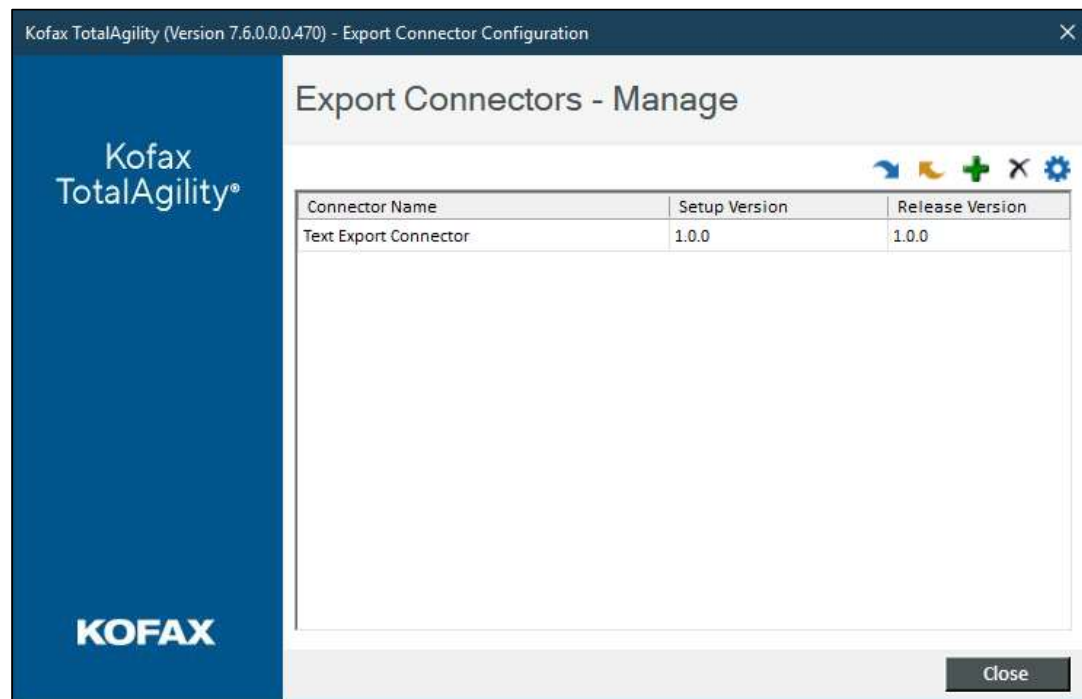 Kofax TotalAgility (Version 7.6.0.0.0.470) - Export Connector Configuration
Kofax
TotalAgility®
KOFAX
Export Connectors - Manage
Connector Name Setup Version Release Version
Text Export Connector 1.0.0 1.0.0
Close